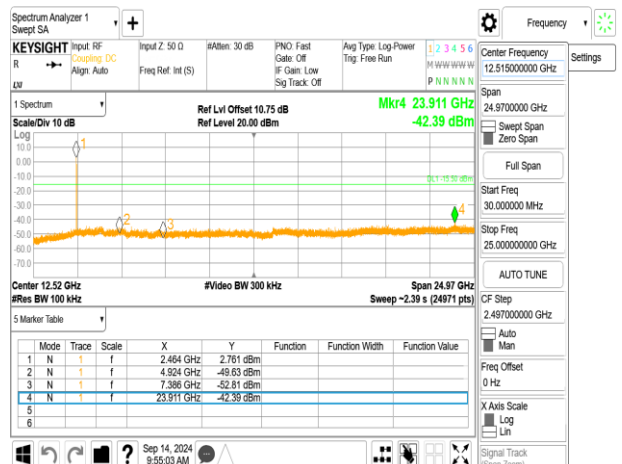 Spectrum Analyzer 1
Swept SA
Frequency
KEYSIGHT
R
Input: RF
Coupling: DC
Align: Auto
Input Z: 50 Ω
Freq Ref: Int (S)
#Atten: 30 dB
PNO: Fast
Gate: Off
IF Gain: Low
Sig Track: Off
Avg Type: Log-Power
Trig: Free Run
1 2 3 4 5 6
M W W W W W
P N N N N N
1 Spectrum
Scale/Div 10 dB
Ref Lvl Offset 10.75 dB
Ref Level 20.00 dBm
Mkr4 23.911 GHz
-42.39 dBm
Log
10.0
0.00
-10.0
-20.0
-30.0
-40.0
-50.0
-60.0
-70.0
1
2
3
4
Center 12.52 GHz
#Res BW 100 kHz
#Video BW 300 kHz
Span 24.97 GHz
Sweep ~2.39 s (24971 pts)
5 Marker Table
Mode Trace Scale X Y Function Function Width Function Value
1 N 1 f 2.464 GHz 2.761 dBm
2 N 1 f 4.924 GHz -49.63 dBm
3 N 1 f 7.386 GHz -52.81 dBm
4 N 1 f 23.911 GHz -42.39 dBm
5
6
?
Sep 14, 2024
9:55:03 AM
Center Frequency
12.515000000 GHz
Settings
Span
24.9700000 GHz
Swept Span
Zero Span
Full Span
Start Freq
30.000000 MHz
Stop Freq
25.000000000 GHz
AUTO TUNE
CF Step
2.497000000 GHz
Auto
Man
Freq Offset
0 Hz
X Axis Scale
Log
Lin
Signal Track
(Span Zoom)